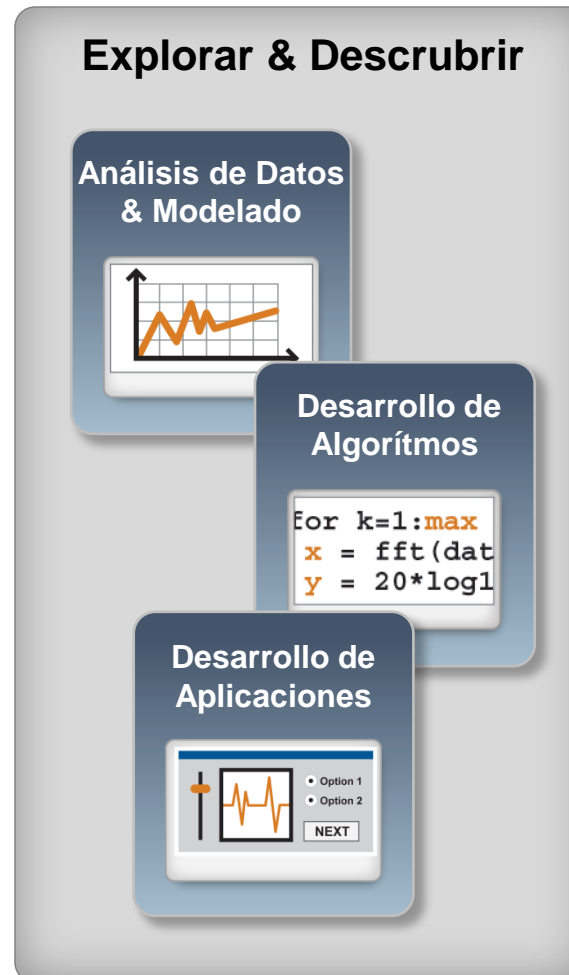 Explorar & Descrubrir
Análisis de Datos
& Modelado
Desarrollo de
Algorítmos
for k=1:max
x = fft(dat
y = 20*log1
Desarrollo de
Aplicaciones
Option 1
Option 2
NEXT